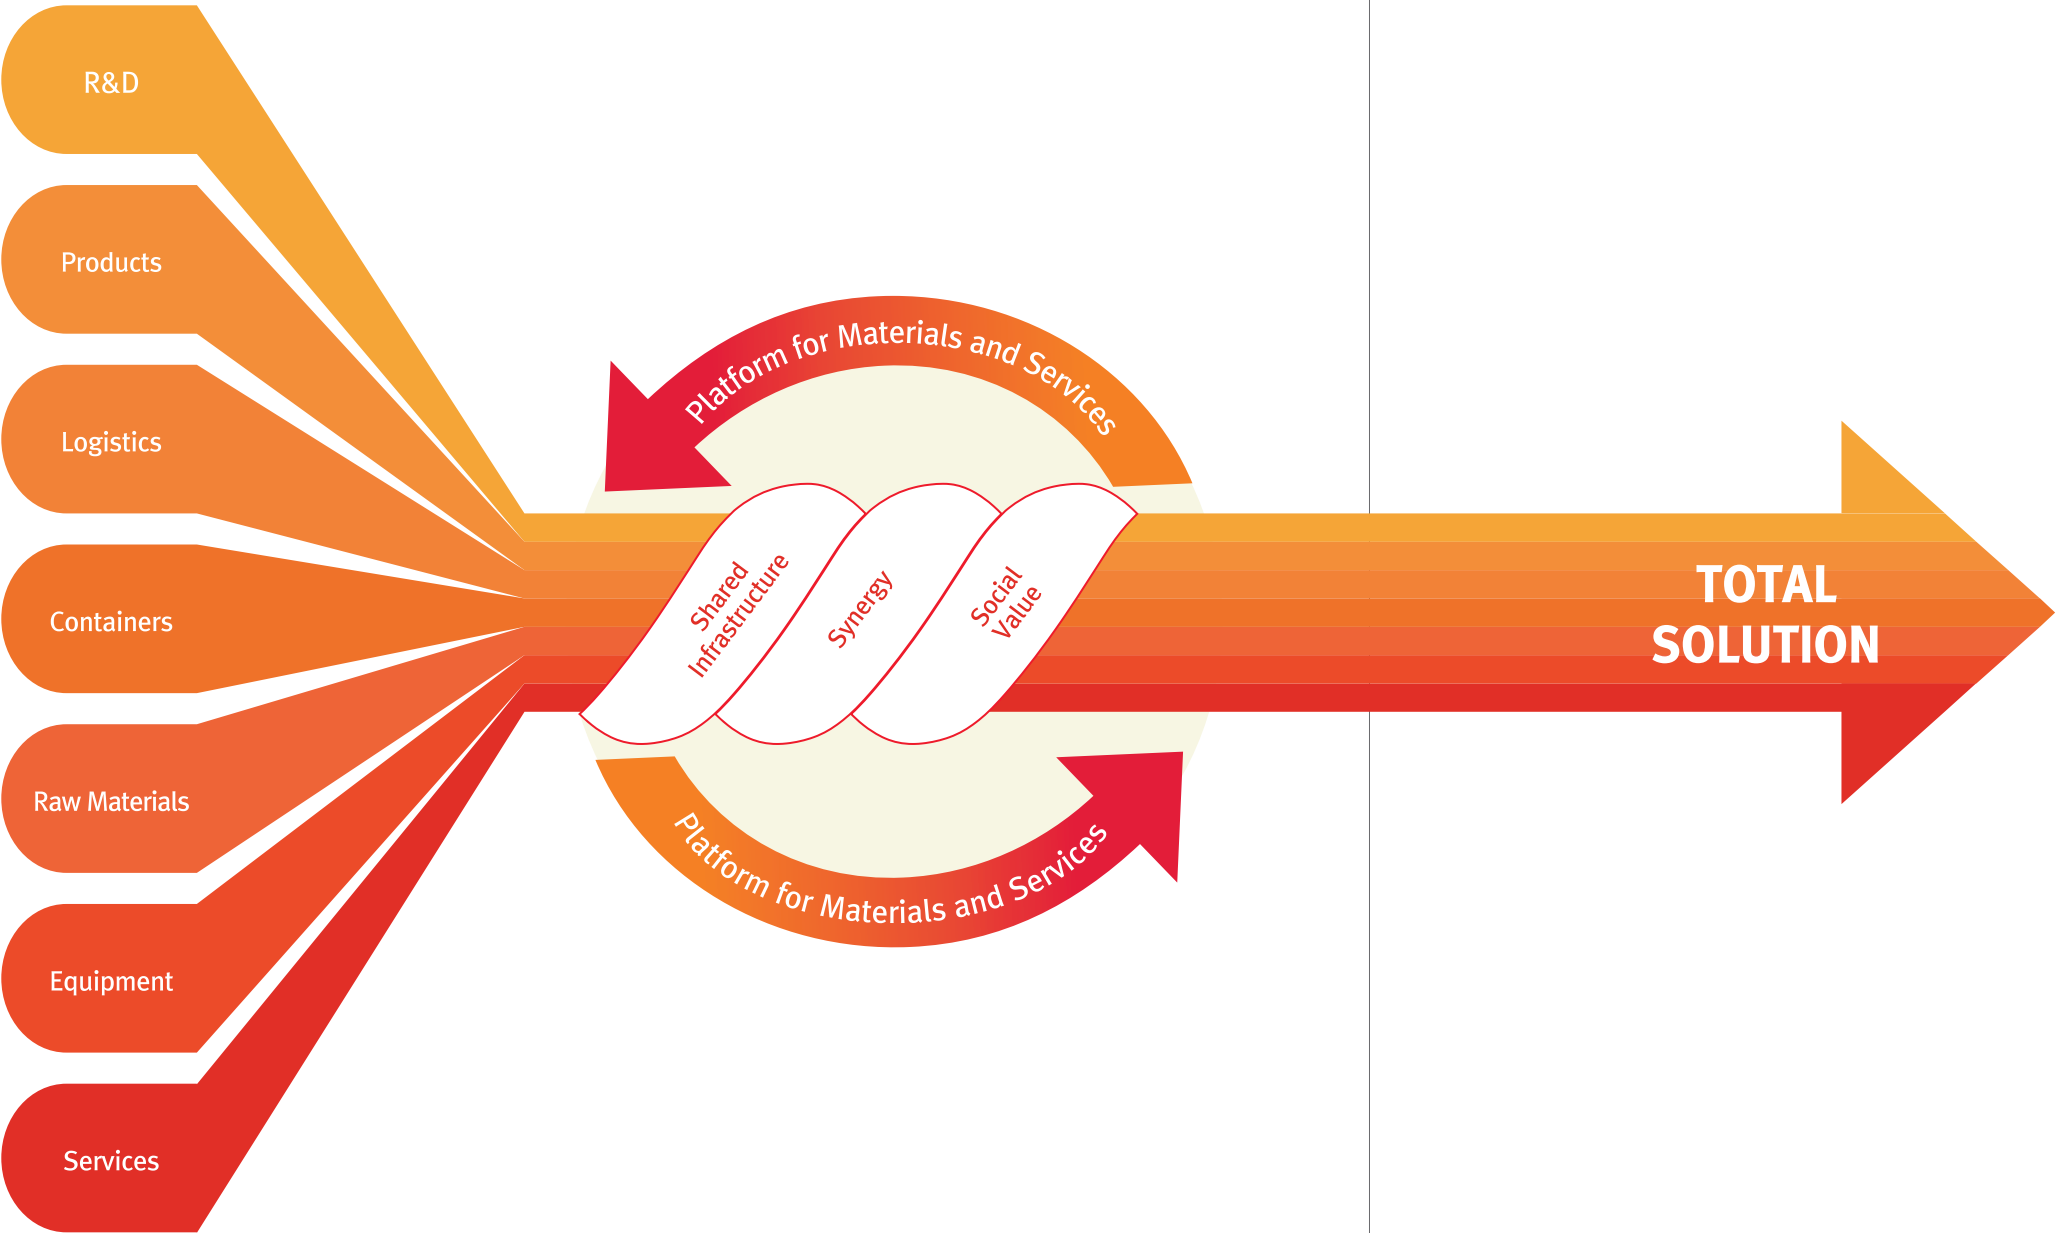 R&D
Products
Logistics
Containers
Raw Materials
Equipment
Services
Platform for Materials and Services
Shared
Infrastructure
Synergy
Social
Value
Platform for Materials and Services
TOTAL
SOLUTION